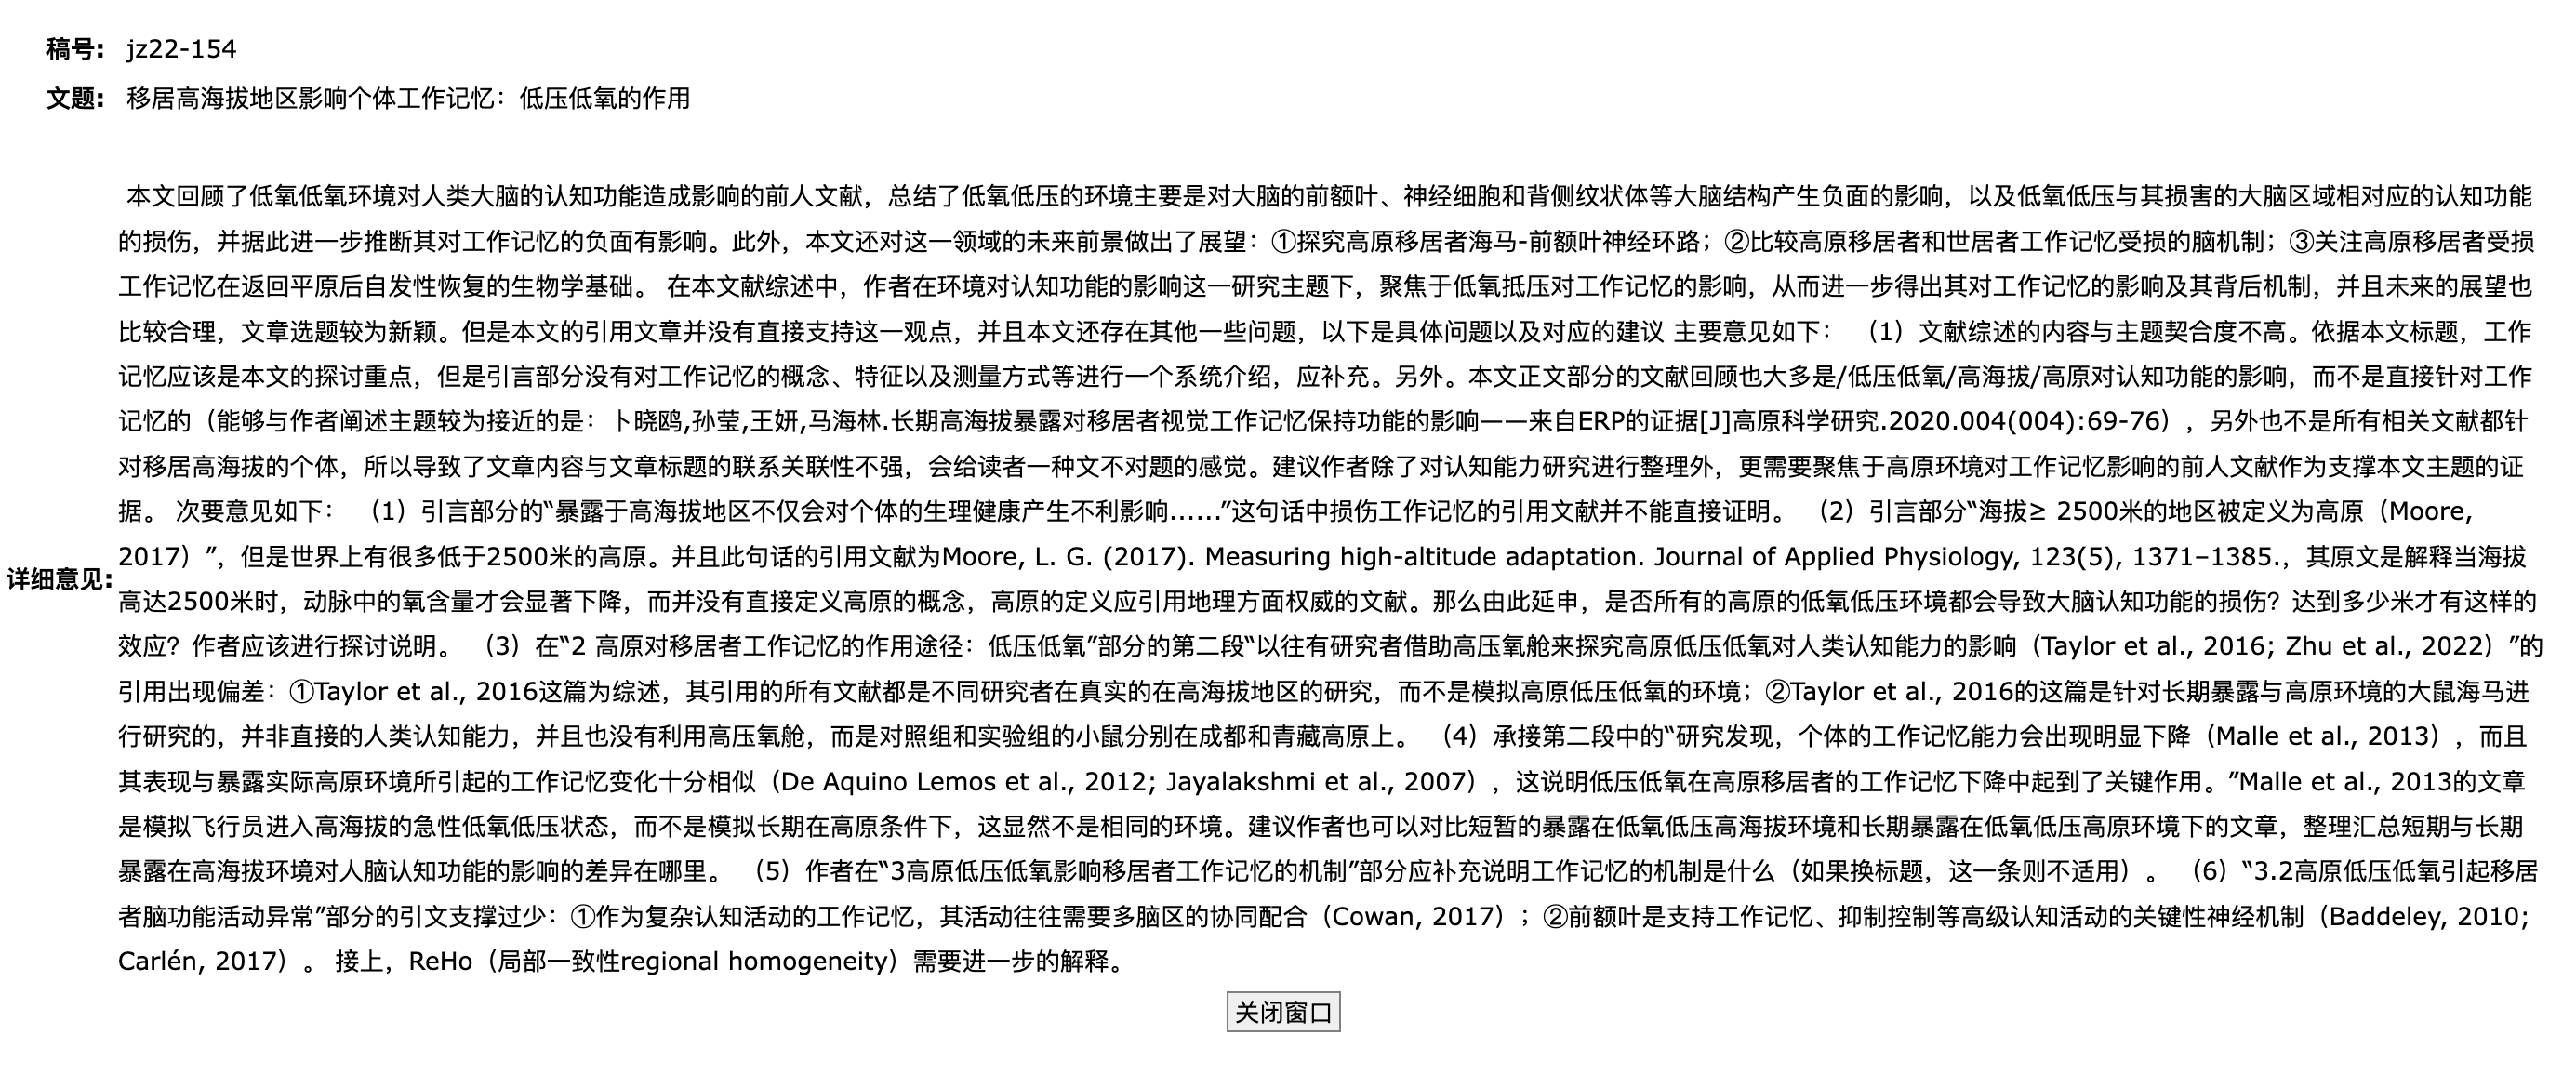 稿号: jz22-154
文题: 移居高海拔地区影响个体工作记忆：低压低氧的作用
本文回顾了低氧低氧环境对人类大脑的认知功能造成影响的前人文献，总结了低氧低压的环境主要是对大脑的前额叶、神经细胞和背侧纹状体等大脑结构产生负面的影响，以及低氧低压与其损害的大脑区域相对应的认知功能
的损伤，并据此进一步推断其对工作记忆的负面有影响。此外，本文还对这一领域的未来前景做出了展望：①探究高原移居者海马-前额叶神经环路；②比较高原移居者和世居者工作记忆受损的脑机制；③关注高原移居者受损
工作记忆在返回平原后自发性恢复的生物学基础。 在本文献综述中，作者在环境对认知功能的影响这一研究主题下，聚焦于低氧抵压对工作记忆的影响，从而进一步得出其对工作记忆的影响及其背后机制，并且未来的展望也
比较合理，文章选题较为新颖。但是本文的引用文章并没有直接支持这一观点，并且本文还存在其他一些问题，以下是具体问题以及对应的建议 主要意见如下： （1）文献综述的内容与主题契合度不高。依据本文标题，工作
记忆应该是本文的探讨重点，但是引言部分没有对工作记忆的概念、特征以及测量方式等进行一个系统介绍，应补充。另外。本文正文部分的文献回顾也大多是/低压低氧/高海拔/高原对认知功能的影响，而不是直接针对工作
记忆的（能够与作者阐述主题较为接近的是：卜晓鸥,孙莹,王妍,马海林.长期高海拔暴露对移居者视觉工作记忆保持功能的影响——来自ERP的证据[J]高原科学研究.2020.004(004):69-76），另外也不是所有相关文献都针
对移居高海拔的个体，所以导致了文章内容与文章标题的联系关联性不强，会给读者一种文不对题的感觉。建议作者除了对认知能力研究进行整理外，更需要聚焦于高原环境对工作记忆影响的前人文献作为支撑本文主题的证
据。 次要意见如下： （1）引言部分的“暴露于高海拔地区不仅会对个体的生理健康产生不利影响……”这句话中损伤工作记忆的引用文献并不能直接证明。 （2）引言部分“海拔≥ 2500米的地区被定义为高原（Moore,
2017）”，但是世界上有很多低于2500米的高原。并且此句话的引用文献为Moore, L. G. (2017). Measuring high-altitude adaptation. Journal of Applied Physiology, 123(5), 1371–1385.，其原文是解释当海拔
详细意见:
高达2500米时，动脉中的氧含量才会显著下降，而并没有直接定义高原的概念，高原的定义应引用地理方面权威的文献。那么由此延申，是否所有的高原的低氧低压环境都会导致大脑认知功能的损伤？达到多少米才有这样的
效应？作者应该进行探讨说明。 （3）在“2 高原对移居者工作记忆的作用途径：低压低氧”部分的第二段“以往有研究者借助高压氧舱来探究高原低压低氧对人类认知能力的影响（Taylor et al., 2016; Zhu et al., 2022）”的
引用出现偏差：①Taylor et al., 2016这篇为综述，其引用的所有文献都是不同研究者在真实的在高海拔地区的研究，而不是模拟高原低压低氧的环境；②Taylor et al., 2016的这篇是针对长期暴露与高原环境的大鼠海马进
行研究的，并非直接的人类认知能力，并且也没有利用高压氧舱，而是对照组和实验组的小鼠分别在成都和青藏高原上。 （4）承接第二段中的“研究发现，个体的工作记忆能力会出现明显下降（Malle et al., 2013），而且
其表现与暴露实际高原环境所引起的工作记忆变化十分相似（De Aquino Lemos et al., 2012; Jayalakshmi et al., 2007），这说明低压低氧在高原移居者的工作记忆下降中起到了关键作用。”Malle et al., 2013的文章
是模拟飞行员进入高海拔的急性低氧低压状态，而不是模拟长期在高原条件下，这显然不是相同的环境。建议作者也可以对比短暂的暴露在低氧低压高海拔环境和长期暴露在低氧低压高原环境下的文章，整理汇总短期与长期
暴露在高海拔环境对人脑认知功能的影响的差异在哪里。 （5）作者在“3高原低压低氧影响移居者工作记忆的机制”部分应补充说明工作记忆的机制是什么（如果换标题，这一条则不适用）。 （6）“3.2高原低压低氧引起移居
者脑功能活动异常”部分的引文支撑过少：①作为复杂认知活动的工作记忆，其活动往往需要多脑区的协同配合（Cowan, 2017）；②前额叶是支持工作记忆、抑制控制等高级认知活动的关键性神经机制（Baddeley, 2010;
Carlén, 2017）。 接上，ReHo（局部一致性regional homogeneity）需要进一步的解释。
关闭窗口